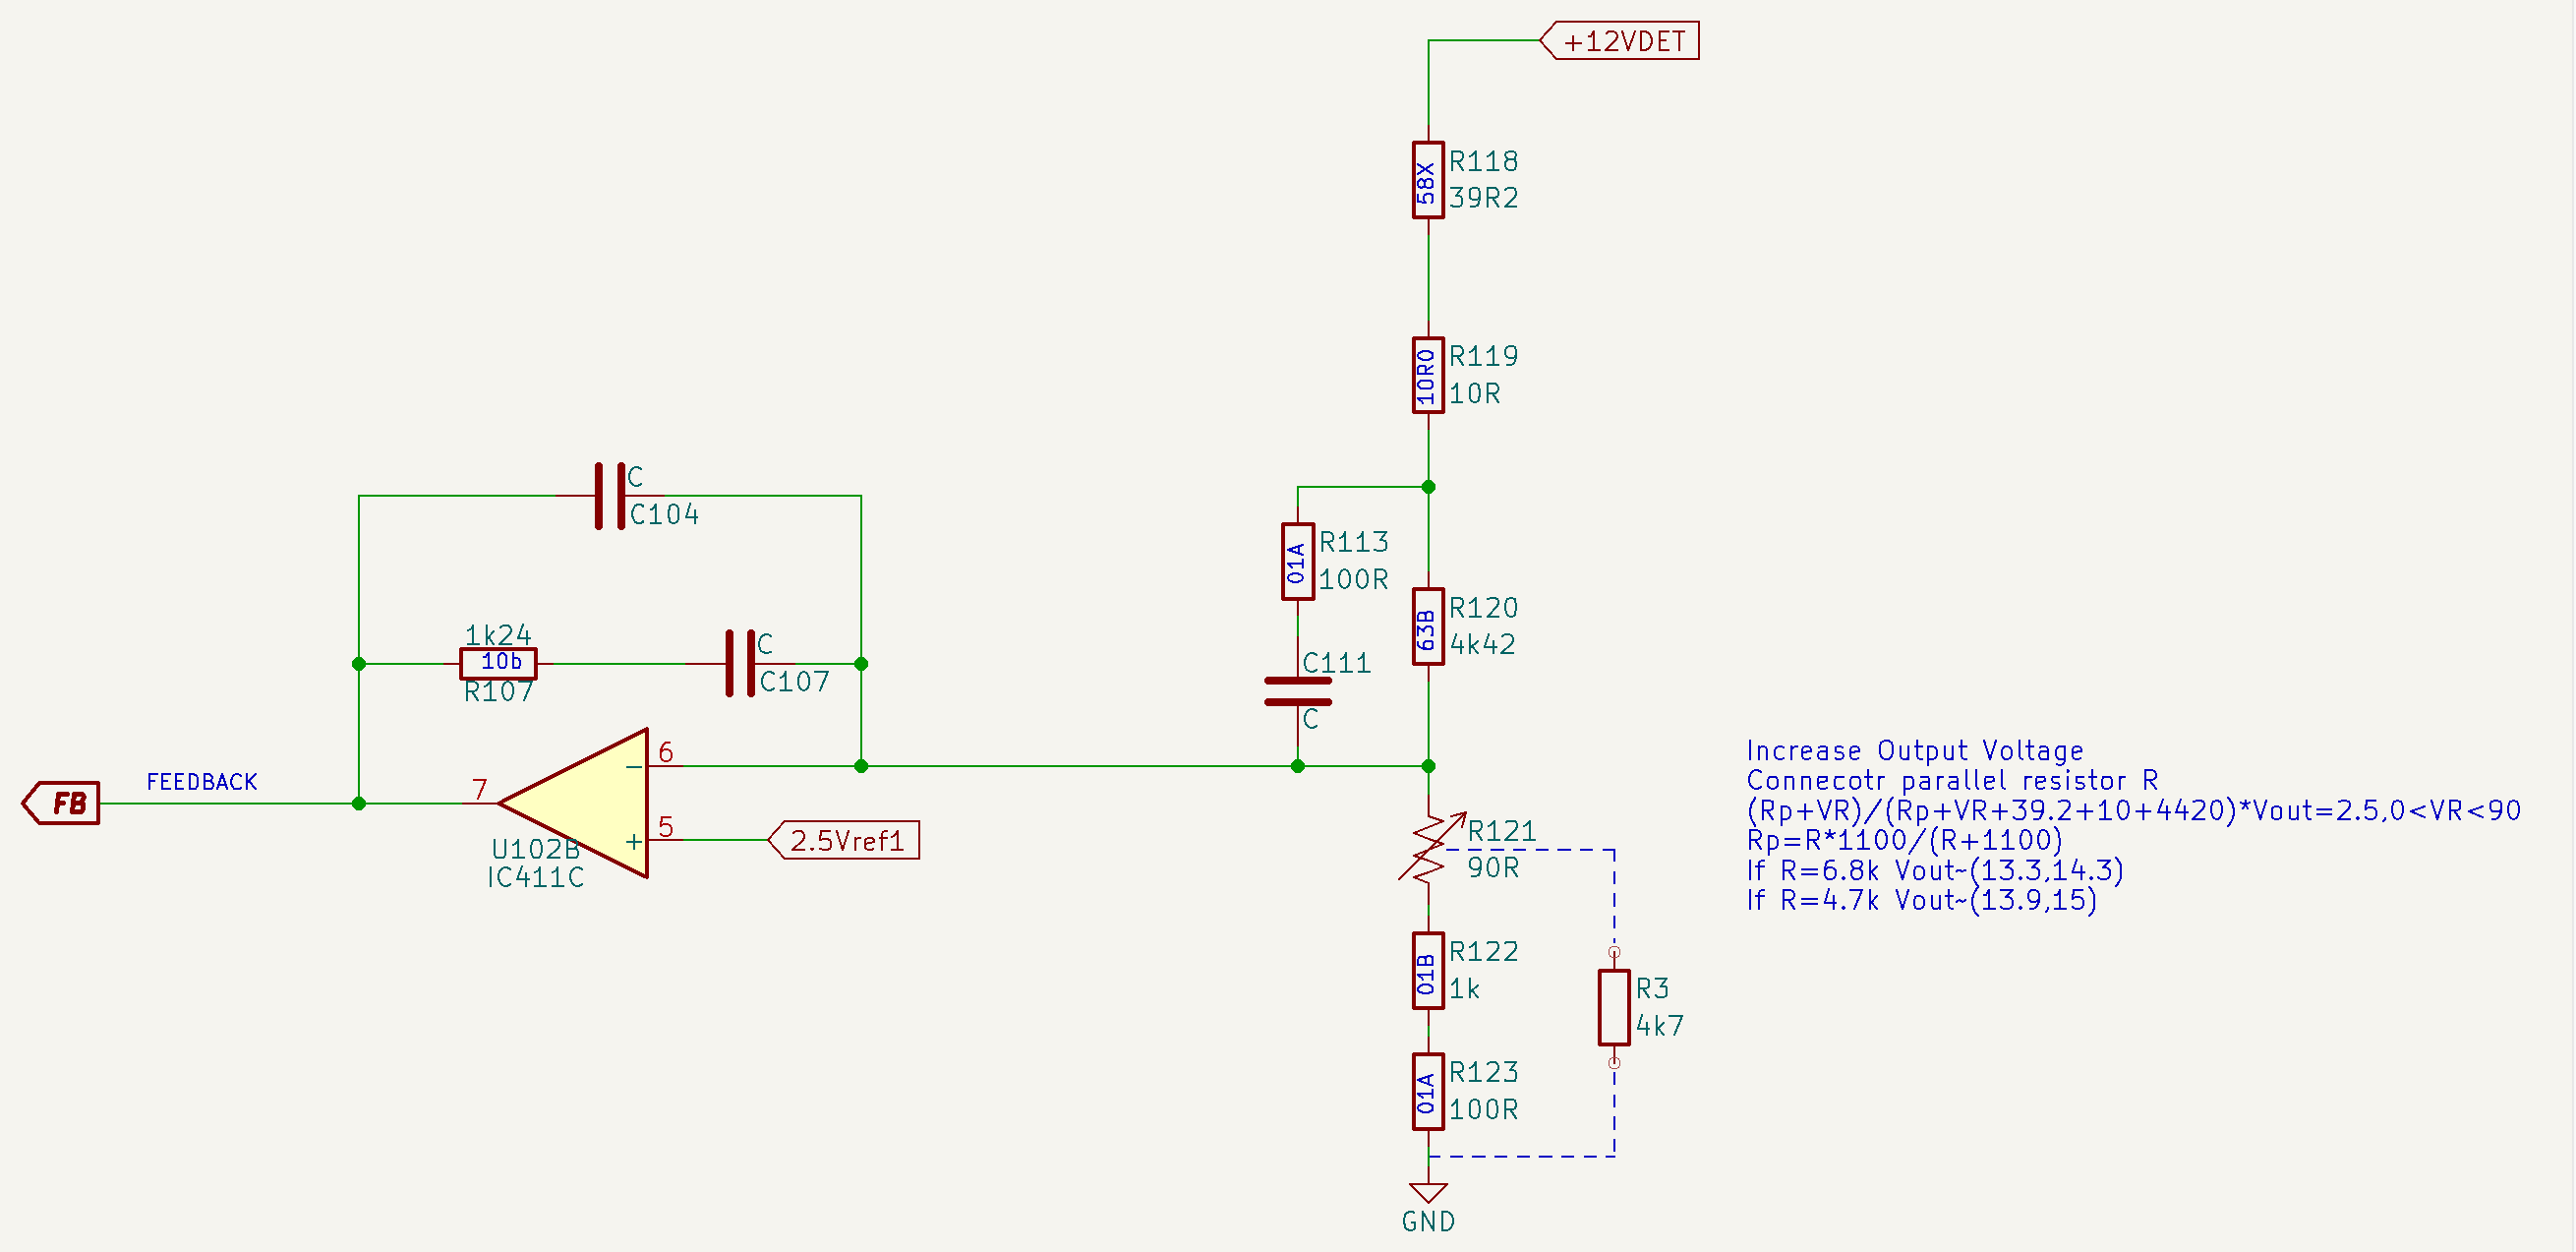 +12VDET
58X
R118
39R2
10R0
R119
10R
C
C104
01A
R113
100R
63B
R120
4k42
1k24
10b
R107
C
C107
C111
C
FB
FEEDBACK
7
6
5
2.5Vref1
U102B
IC411C
R121
90R
Increase Output Voltage
Connecotr parallel resistor R
(Rp+VR)/(Rp+VR+39.2+10+4420)*Vout=2.5,0<VR<90
Rp=R*1100/(R+1100)
If R=6.8k Vout~(13.3,14.3)
If R=4.7k Vout~(13.9,15)
01B
R122
1k
R3
4k7
01A
R123
100R
GND